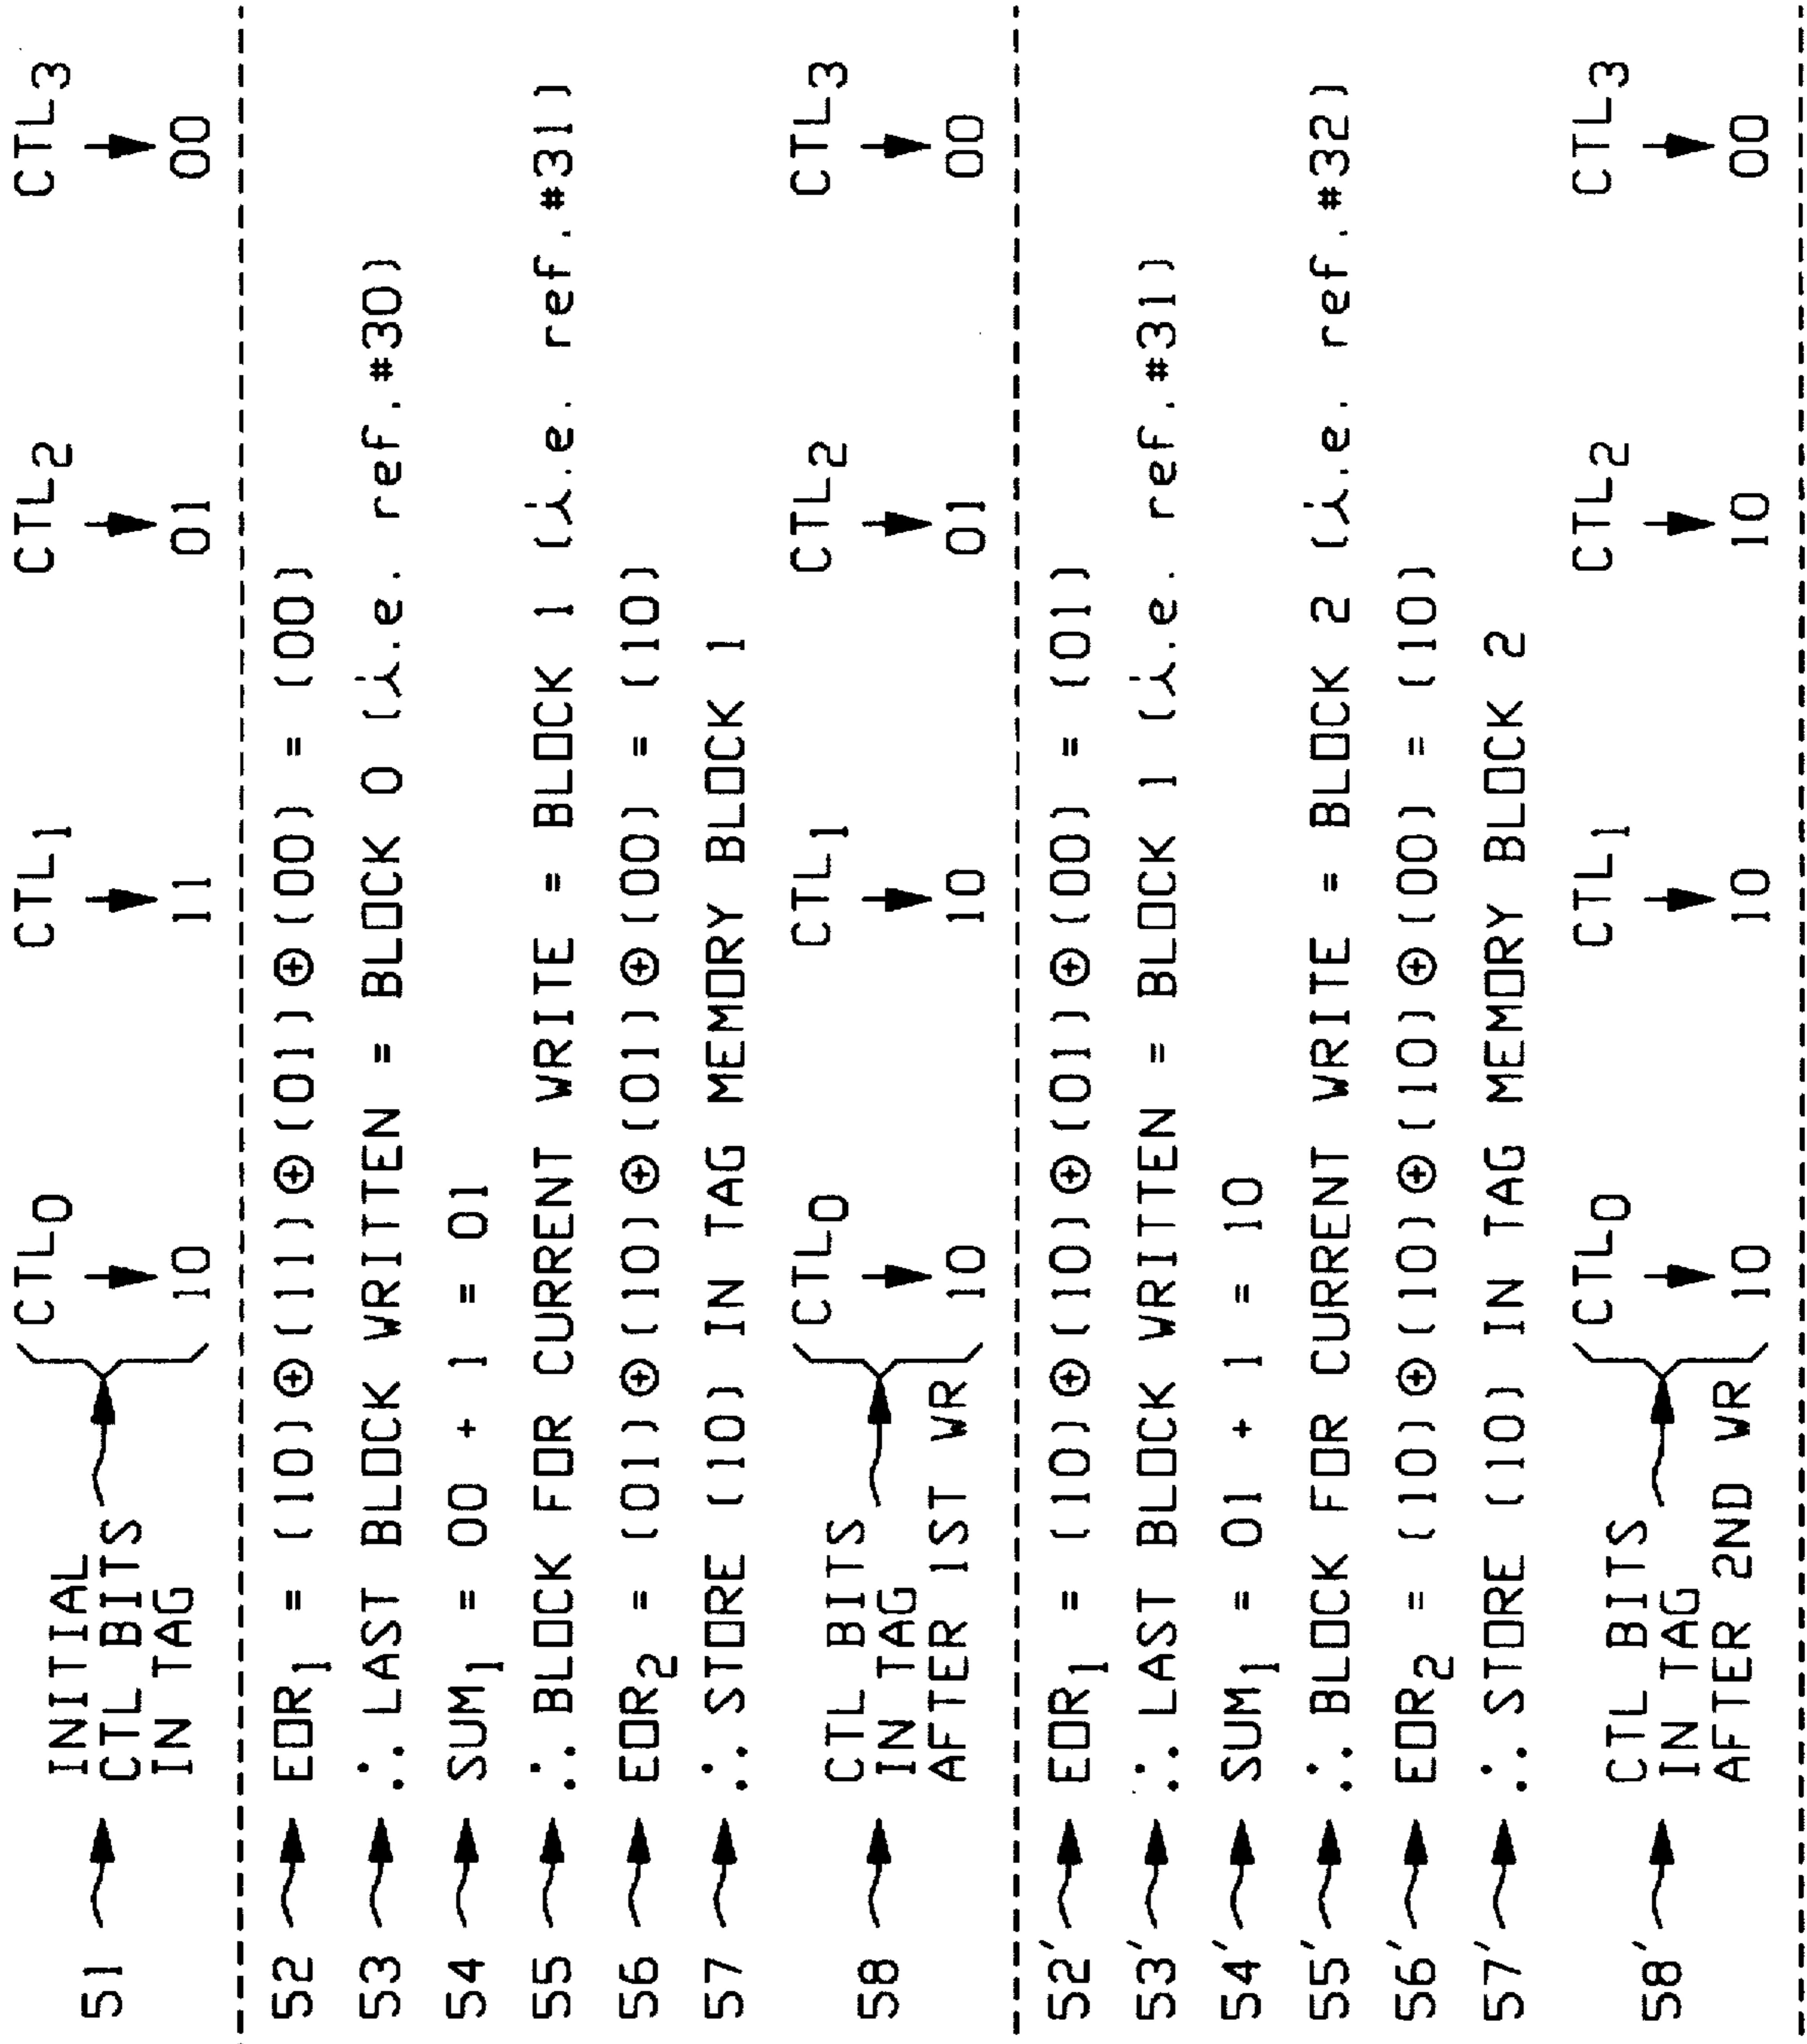 51 INITIAL CTL0 CTL1 CTL2 CTL3
CTL BITS
IN TAG 10 11 01 00
52 EOR1 = (10)⊕(11)⊕(01)⊕(00) = (00)
53 ∴ LAST BLOCK WRITTEN = BLOCK 0 (i.e. ref.#30)
54 SUM1 = 00 + 1 = 01
55 ∴ BLOCK FOR CURRENT WRITE = BLOCK 1 (i.e. ref.#31)
56 EOR2 = (01)⊕(10)⊕(01)⊕(00) = (10)
57 ∴ STORE (10) IN TAG MEMORY BLOCK 1
CTL0 CTL1 CTL2 CTL3
58 CTL BITS
IN TAG
AFTER 1ST WR 10 10 01 00
52' EOR1 = (10)⊕(10)⊕(01)⊕(00) = (01)
53' ∴ LAST BLOCK WRITTEN = BLOCK 1 (i.e. ref.#31)
54' SUM1 = 01 + 1 = 10
55' ∴ BLOCK FOR CURRENT WRITE = BLOCK 2 (i.e. ref.#32)
56' EOR2 = (10)⊕(10)⊕(10)⊕(00) = (10)
57' ∴ STORE (10) IN TAG MEMORY BLOCK 2
CTL0 CTL1 CTL2 CTL3
58' CTL BITS
IN TAG
AFTER 2ND WR 10 10 10 00